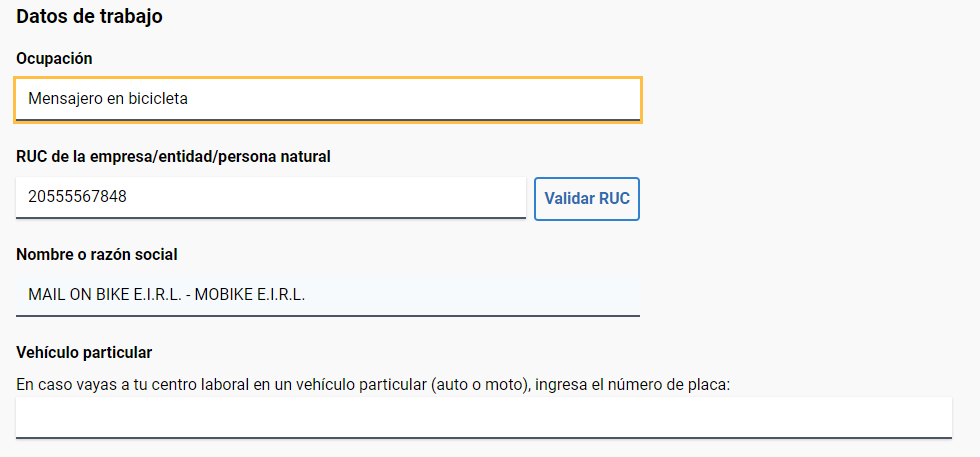 Datos de trabajo
Ocupación
Mensajero en bicicleta
RUC de la empresa/entidad/persona natural
20555567848
Validar RUC
Nombre o razón social
MAIL ON BIKE E.I.R.L. - MOBIKE E.I.R.L.
Vehículo particular
En caso vayas a tu centro laboral en un vehículo particular (auto o moto), ingresa el número de placa: